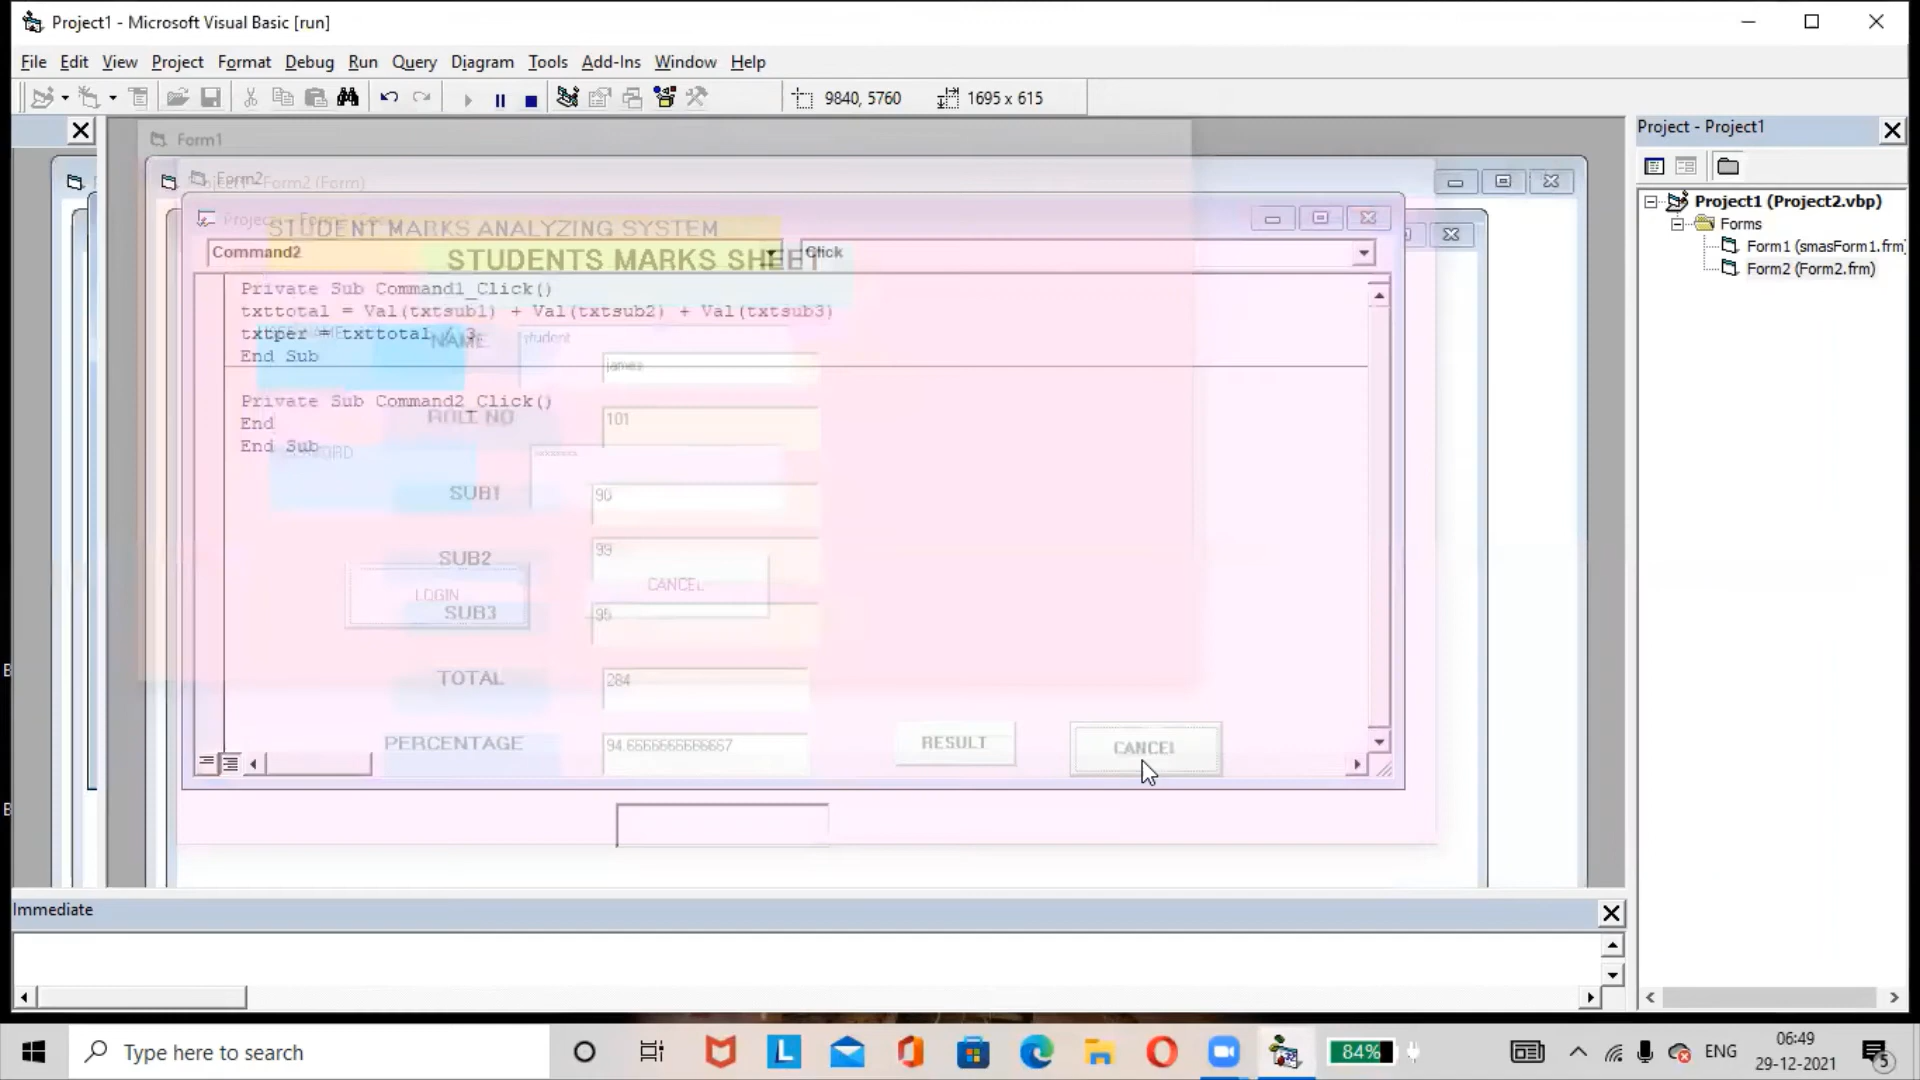 Project1 - Microsoft Visual Basic [run]
File Edit View Project Format Debug Run Query Diagram Tools Add-Ins Window Help
9840, 5760 1695 x 615
Project - Project1
Form1
Form2
Form2 (Form)
Project1 (Project2.vbp)
Forms
Form1 (smasForm1.frm)
Form2 (Form2.frm)
STUDENT MARKS ANALYZING SYSTEM
Command2 Click
STUDENTS MARKS SHEET
Private Sub Command1_Click()
txttotal = Val(txtsub1) + Val(txtsub2) + Val(txtsub3)
txtper = txttotal / 3
End Sub
NAME student
james
Private Sub Command2_Click()
End
End Sub
ROLL NO 101
SUB1 90
SUB2 99
LOGIN CANCEL
SUB3 95
TOTAL 284
PERCENTAGE 94.6666666666667 RESULT CANCEL
Immediate
Type here to search
84%
ENG
06:49
29-12-2021
5